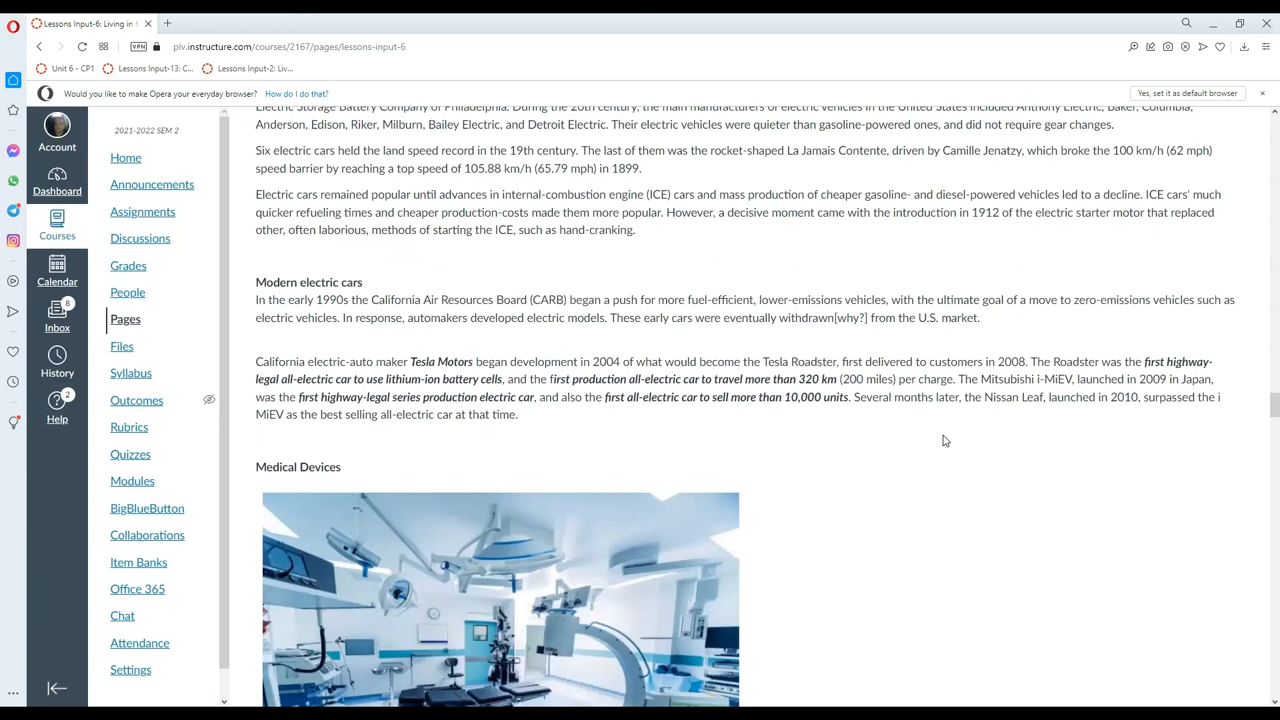 Lessons Input-6: Living in t
VPN
plv.instructure.com/courses/2167/pages/lessons-input-6
Unit 6 - CP1
Lessons Input-13: C...
Lessons Input-2: Liv...
Would you like to make Opera your everyday browser? How do I do that?
Yes, set it as default browser
Account
Dashboard
Courses
Calendar
8
Inbox
History
2
Help
2021-2022 SEM 2
Home
Announcements
Assignments
Discussions
Grades
People
Pages
Files
Syllabus
Outcomes
Rubrics
Quizzes
Modules
BigBlueButton
Collaborations
Item Banks
Office 365
Chat
Attendance
Settings
Electric Storage Battery Company of Philadelphia. During the 20th century, the main manufacturers of electric vehicles in the United States included Anthony Electric, Baker, Columbia,
Anderson, Edison, Riker, Milburn, Bailey Electric, and Detroit Electric. Their electric vehicles were quieter than gasoline-powered ones, and did not require gear changes.
Six electric cars held the land speed record in the 19th century. The last of them was the rocket-shaped La Jamais Contente, driven by Camille Jenatzy, which broke the 100 km/h (62 mph)
speed barrier by reaching a top speed of 105.88 km/h (65.79 mph) in 1899.
Electric cars remained popular until advances in internal-combustion engine (ICE) cars and mass production of cheaper gasoline- and diesel-powered vehicles led to a decline. ICE cars' much
quicker refueling times and cheaper production-costs made them more popular. However, a decisive moment came with the introduction in 1912 of the electric starter motor that replaced
other, often laborious, methods of starting the ICE, such as hand-cranking.
Modern electric cars
In the early 1990s the California Air Resources Board (CARB) began a push for more fuel-efficient, lower-emissions vehicles, with the ultimate goal of a move to zero-emissions vehicles such as
electric vehicles. In response, automakers developed electric models. These early cars were eventually withdrawn[why?] from the U.S. market.
California electric-auto maker Tesla Motors began development in 2004 of what would become the Tesla Roadster, first delivered to customers in 2008. The Roadster was the first highway-
legal all-electric car to use lithium-ion battery cells, and the first production all-electric car to travel more than 320 km (200 miles) per charge. The Mitsubishi i-MiEV, launched in 2009 in Japan,
was the first highway-legal series production electric car, and also the first all-electric car to sell more than 10,000 units. Several months later, the Nissan Leaf, launched in 2010, surpassed the i
MiEV as the best selling all-electric car at that time.
Medical Devices